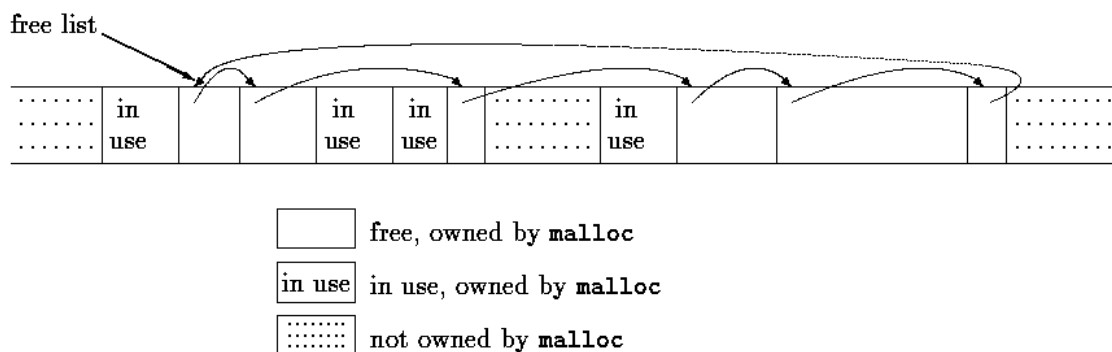 free list
in
use
in
use
in
use
in
use
free, owned by malloc
in use
in use, owned by malloc
not owned by malloc